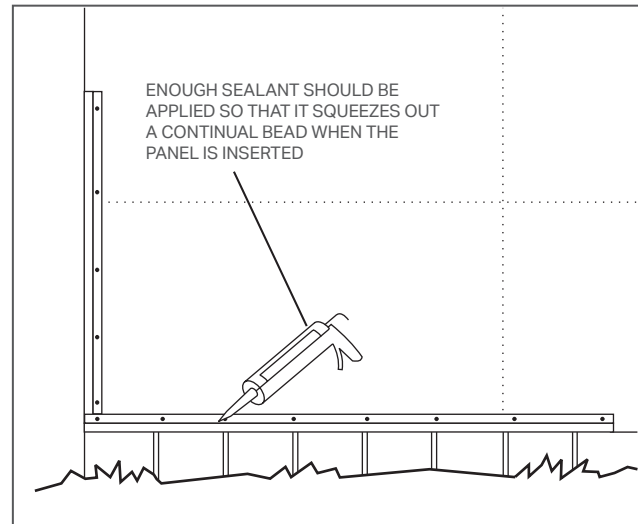 ENOUGH SEALANT SHOULD BE
APPLIED SO THAT IT SQUEEZES OUT
A CONTINUAL BEAD WHEN THE
PANEL IS INSERTED